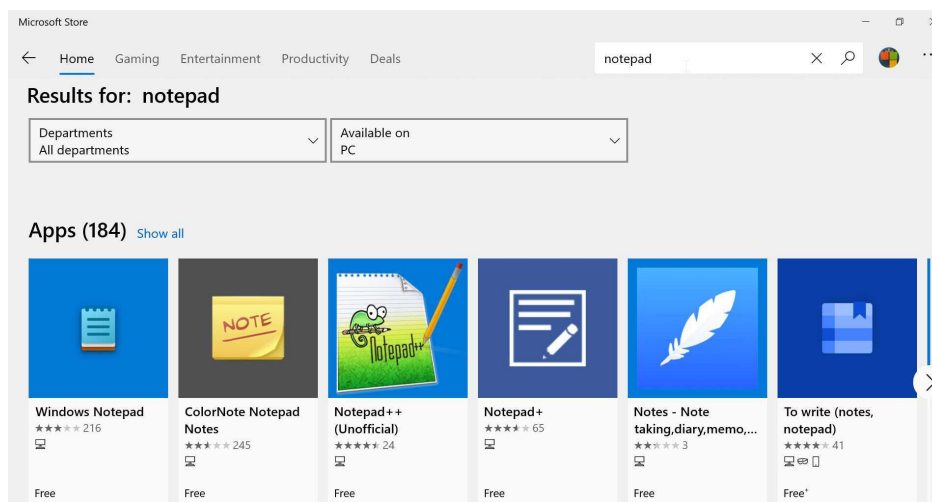 Microsoft Store
Home Gaming Entertainment Productivity Deals
notepad
Results for: notepad
Departments
All departments
Available on
PC
Apps (184) Show all
NOTE
Notepad++
Windows Notepad
216
Free
ColorNote Notepad
Notes
245
Free
Notepad++
(Unofficial)
24
Free
Notepad+
65
Free
Notes - Note
taking,diary,memo,...
3
Free
To write (notes,
notepad)
41
Free+